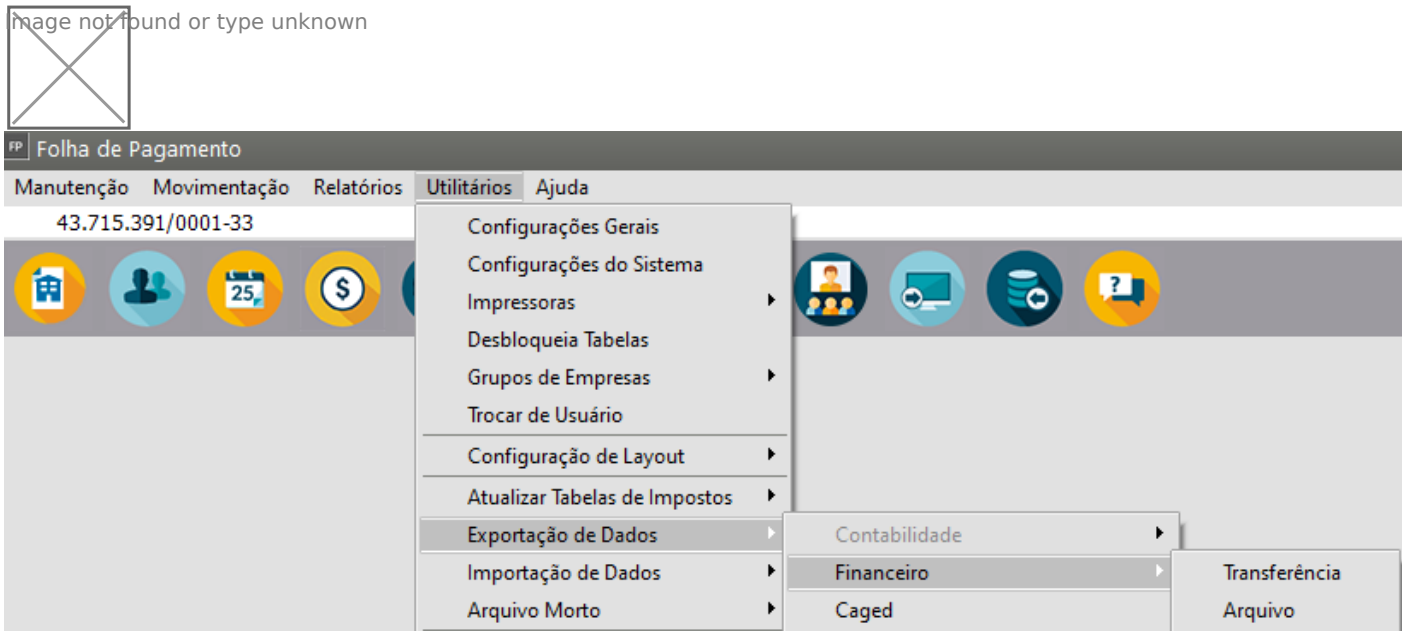 Image not found or type unknown
FP Folha de Pagamento
Manutenção Movimentação Relatórios Utilitários Ajuda
43.715.391/0001-33
Configurações Gerais
Configurações do Sistema
25
$
?
Impressoras
Desbloqueia Tabelas
Grupos de Empresas
Trocar de Usuário
Configuração de Layout
Atualizar Tabelas de Impostos
Exportação de Dados Contabilidade
Importação de Dados Financeiro Transferência
Arquivo Morto Caged Arquivo